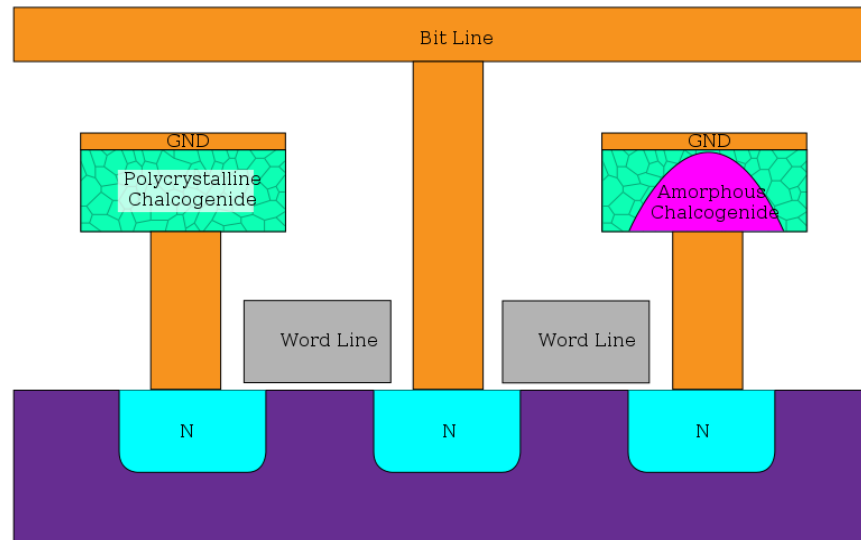 Bit Line
GND
GND
Polycrystalline
Chalcogenide
Amorphous
Chalcogenide
Word Line
Word Line
N
N
N